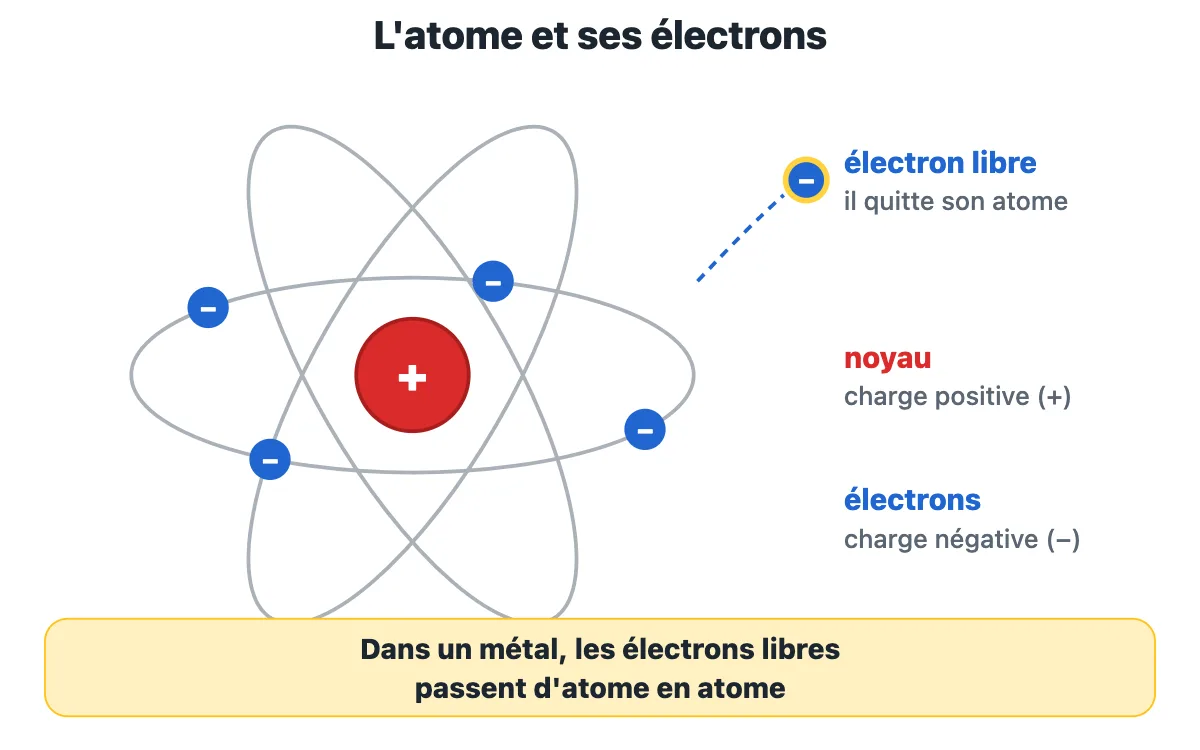 L'atome et ses électrons
–
électron libre
il quitte son atome
–
–
+
noyau
charge positive (+)
–
–
électrons
charge négative (–)
Dans un métal, les électrons libres
passent d'atome en atome